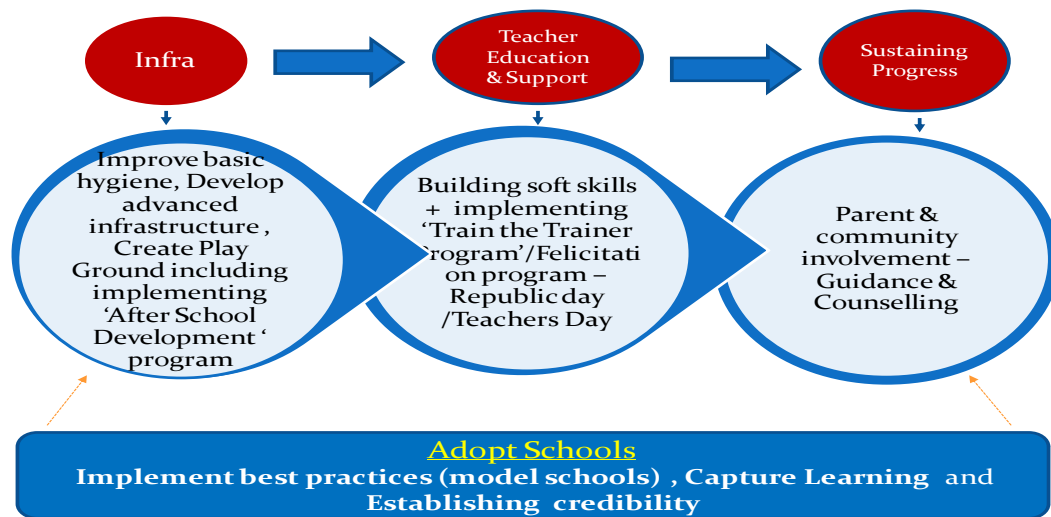 Infra
Teacher
Education
& Support
Sustaining
Progress
Improve basic
hygiene, Develop
advanced
infrastructure ,
Create Play
Ground including
implementing
‘After School
Development ‘
program
Building soft skills
+ implementing
‘Train the Trainer
Program’/Felicitati
on program –
Republic day
/Teachers Day
Parent &
community
involvement –
Guidance &
Counselling
Adopt Schools
Implement best practices (model schools) , Capture Learning and
Establishing credibility